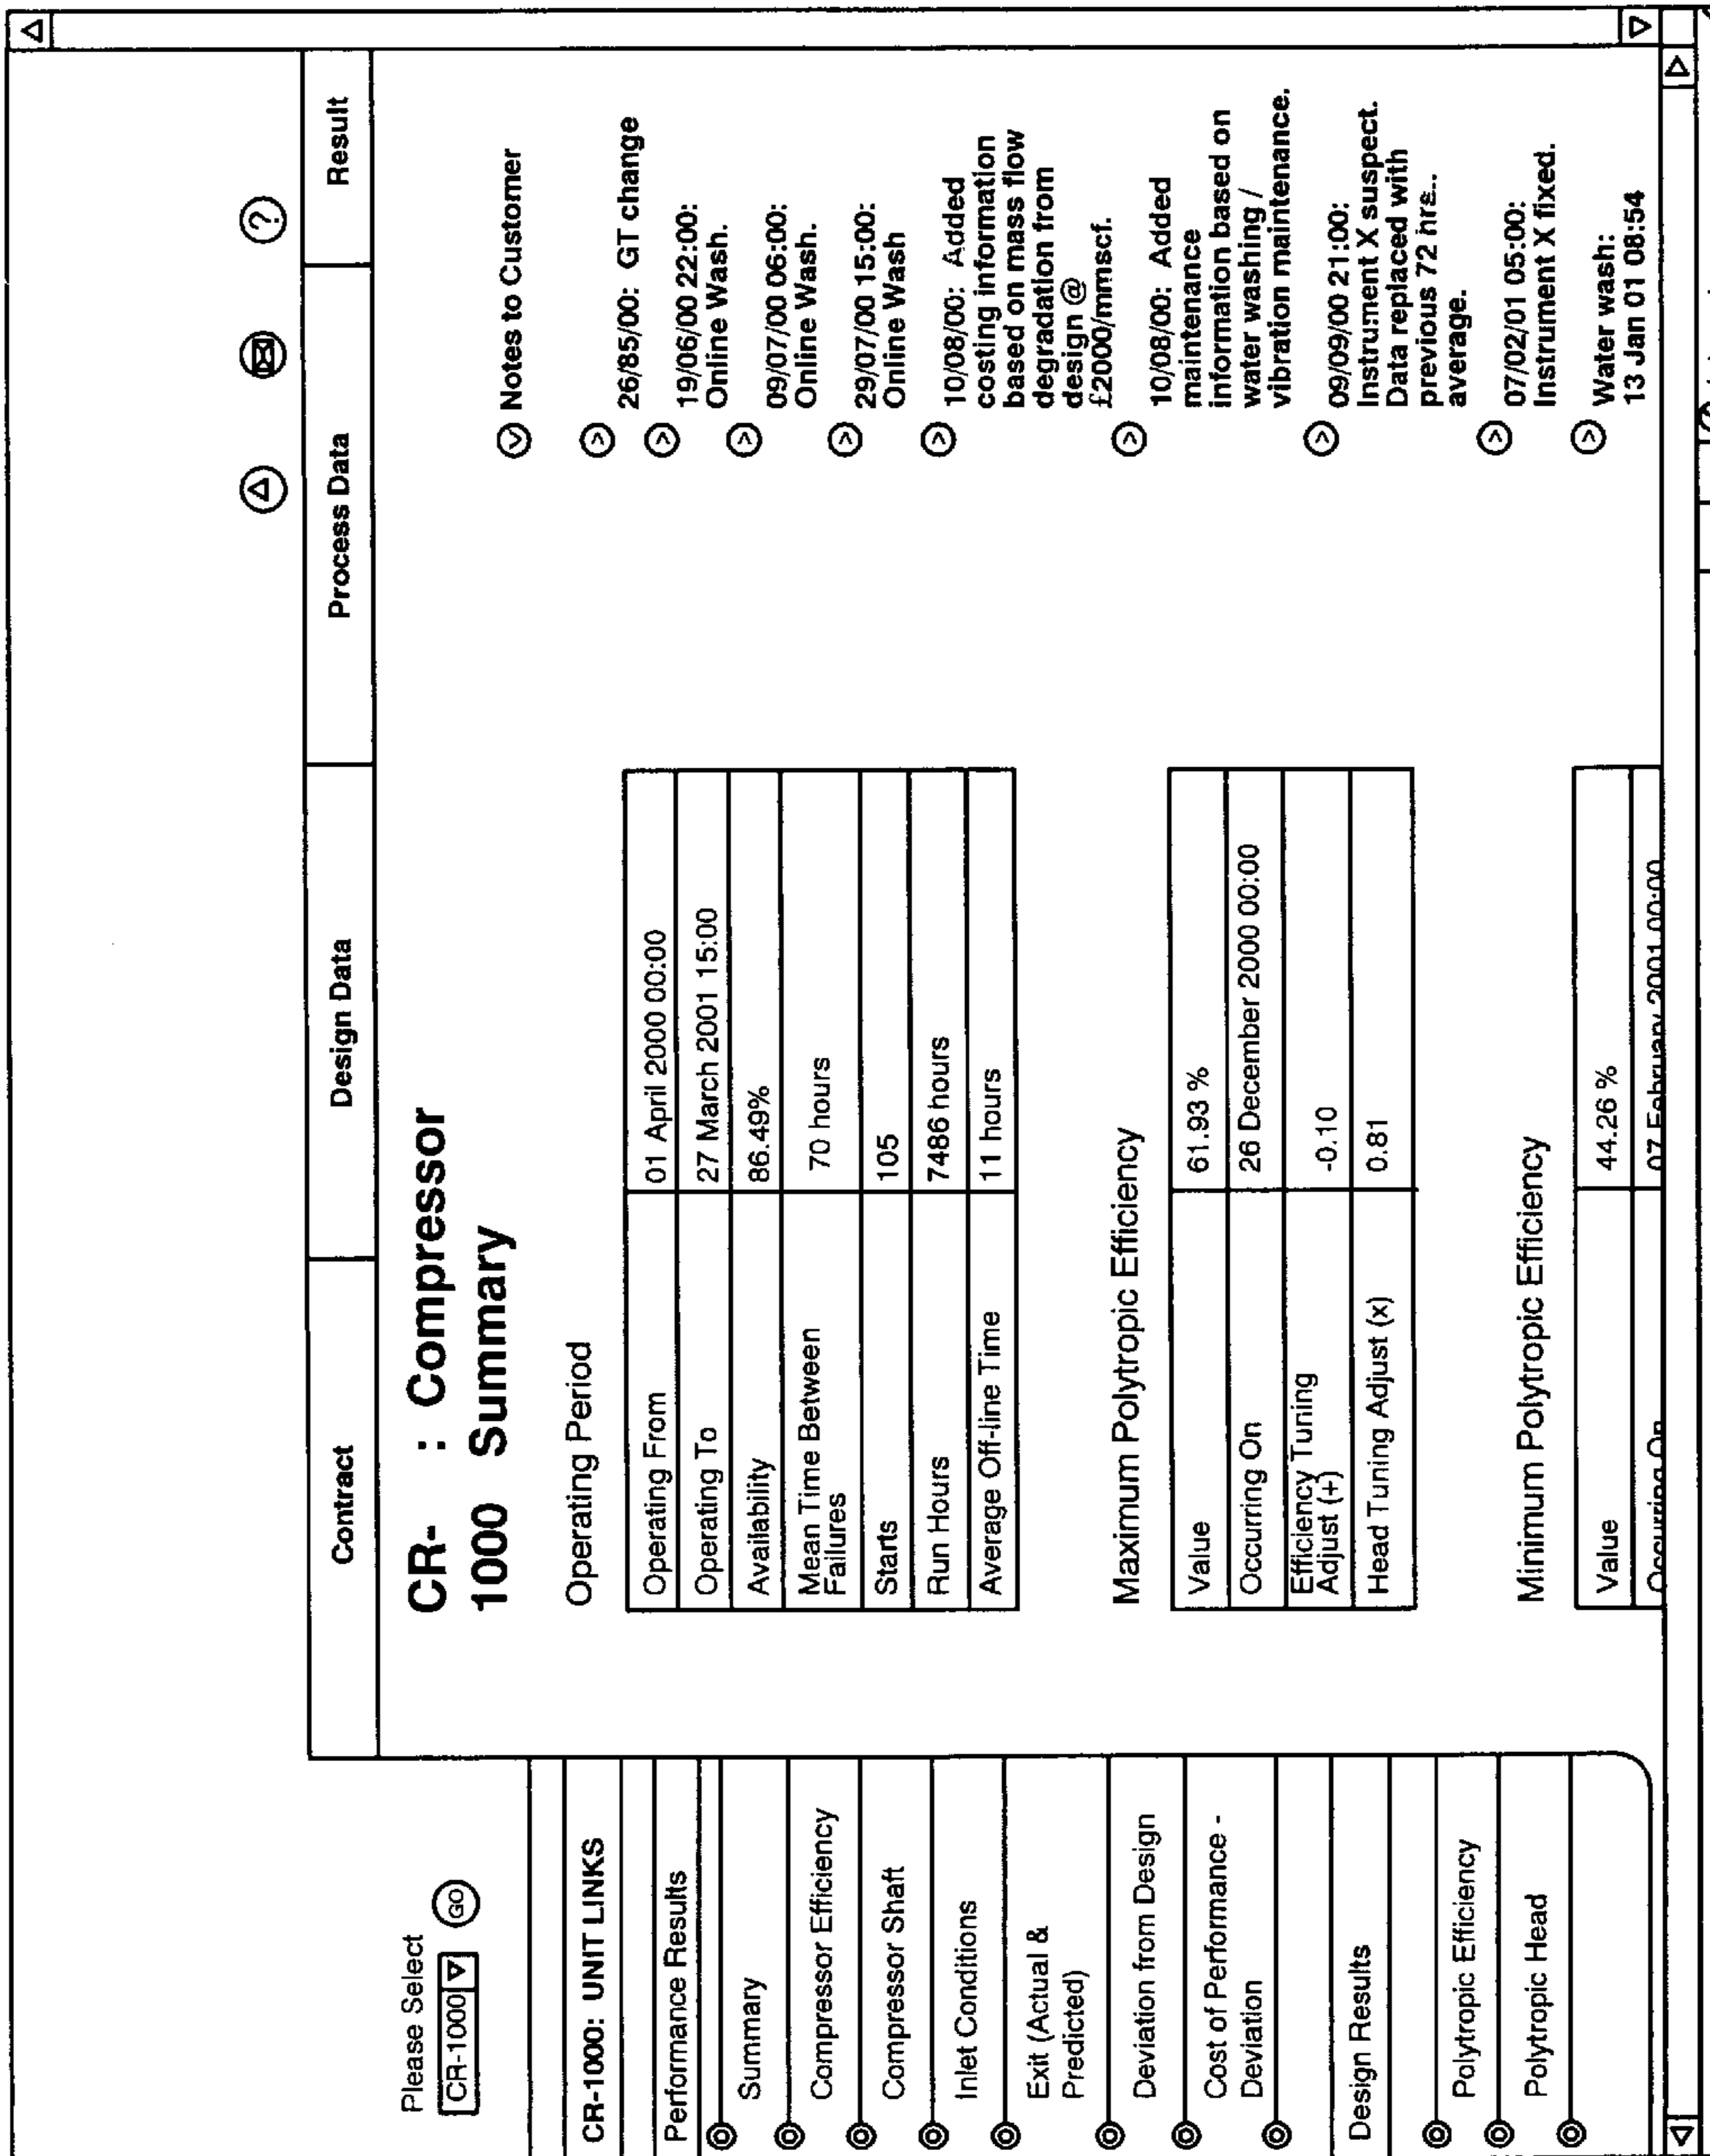 Please Select
CR-1000
GO
CR-1000: UNIT LINKS
Performance Results
Summary
Compressor Efficiency
Compressor Shaft
Inlet Conditions
Exit (Actual &
Predicted)
Deviation from Design
Cost of Performance -
Deviation
Design Results
Polytropic Efficiency
Polytropic Head
?
Contract Design Data Process Data Result
CR- : Compressor
1000 Summary
Operating Period
Operating From 01 April 2000 00:00
Operating To 27 March 2001 15:00
Availability 86.49%
Mean Time Between
Failures 70 hours
Starts 105
Run Hours 7486 hours
Average Off-line Time 11 hours
Maximum Polytropic Efficiency
Value 61.93 %
Occurring On 26 December 2000 00:00
Efficiency Tuning
Adjust (+) -0.10
Head Tuning Adjust (x) 0.81
Minimum Polytropic Efficiency
Value 44.26 %
Occurring On 07 February 2001 00:00
Notes to Customer
26/85/00: GT change
19/06/00 22:00:
Online Wash.
09/07/00 06:00:
Online Wash.
29/07/00 15:00:
Online Wash
10/08/00: Added
costing information
based on mass flow
degradation from
design @
£2000/mmscf.
10/08/00: Added
maintenance
information based on
water washing /
vibration maintenance.
09/09/00 21:00:
Instrument X suspect.
Data replaced with
previous 72 hrs..
average.
07/02/01 05:00:
Instrument X fixed.
Water wash:
13 Jan 01 08:54